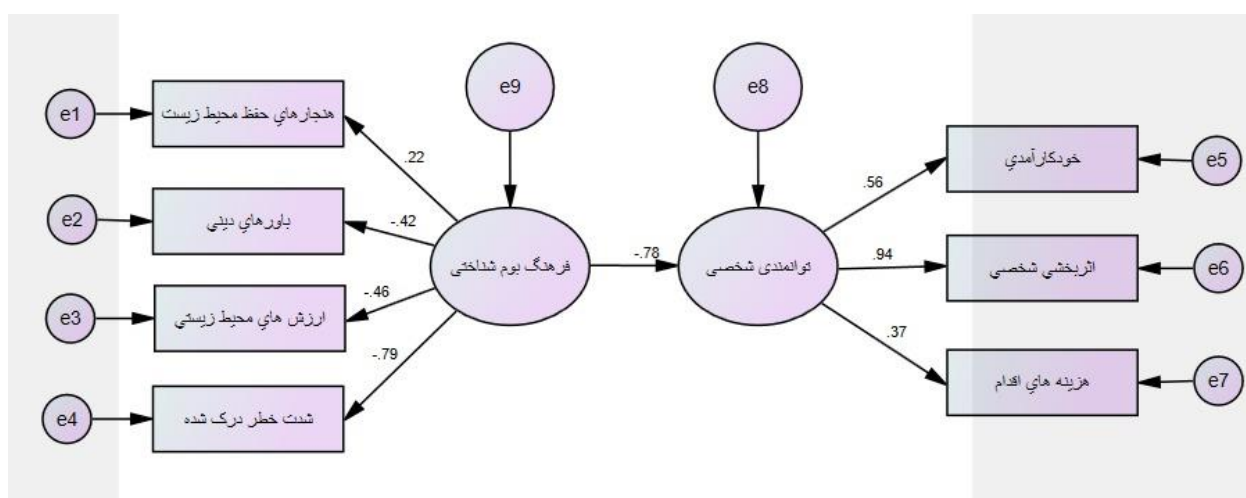 e9
e8
e1
هنجارهاي حفظ محيط زيست
.22
e2
باورهاي ديني
-.42
e3
ارزش هاي محيط زيستي
-.46
e4
شدت خطر درک شده
-.79
فرهنگ بوم شناختی
-.78
توانمندی شخصی
.56
خودکارآمدي
e5
.94
اثربخشي شخصي
e6
.37
هزينه هاي اقدام
e7